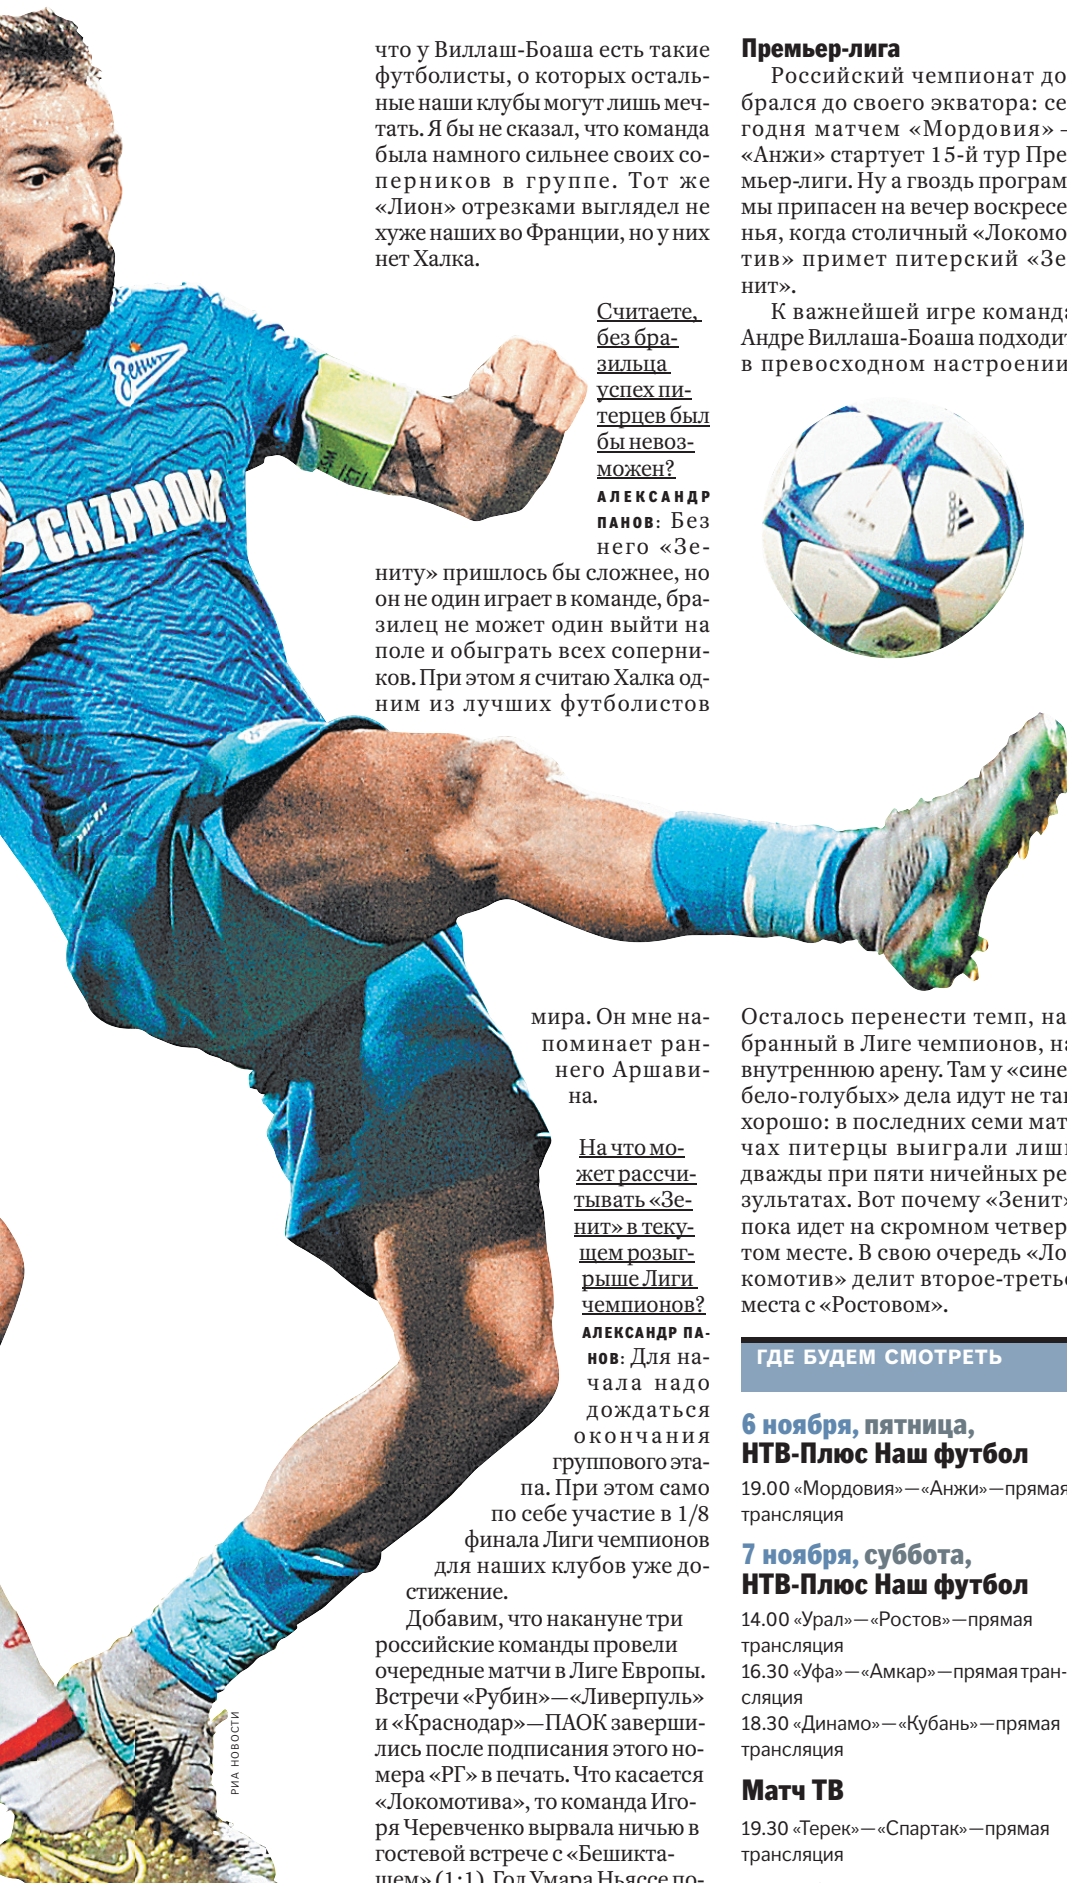 что у Виллаш-Боаша есть такие
футболисты, о которых осталь-
ные наши клубы могут лишь меч-
тать. Я бы не сказал, что команда
была намного сильнее своих со-
перников в группе. Тот же
«Лион» отрезками выглядел не
хуже наших во Франции, но у них
нет Халка.
Считаете,
без бра-
зильца
успех пи-
терцев был
бы невоз-
можен?
АЛЕКСАНДР
ПАНОВ: Без
него «Зе-
ниту» пришлось бы сложнее, но
он не один играет в команде, бра-
зилец не может один выйти на
поле и обыграть всех соперни-
ков. При этом я считаю Халка од-
ним из лучших футболистов
мира. Он мне на-
поминает ран-
него Аршави-
на.
На что мо-
жет рассчи-
тывать «Зе-
нит» в теку-
щем розыг-
рыше Лиги
чемпионов?
АЛЕКСАНДР ПА-
НОВ: Для на-
чала надо
дождаться
окончания
группового эта-
па. При этом само
по себе участие в 1/8
финала Лиги чемпионов
для наших клубов уже до-
стижение.
Добавим, что накануне три
российские команды провели
очередные матчи в Лиге Европы.
Встречи «Рубин»—«Ливерпуль»
и «Краснодар»—ПАОК заверши-
лись после подписания этого но-
мера «РГ» в печать. Что касается
«Локомотива», то команда Иго-
ря Черевченко вырвала ничью в
гостевой встрече с «Бешикта-
шем» (1:1). Гол Умара Ньяссе по-
Премьер-лига
Российский чемпионат до
брался до своего экватора: се
годня матчем «Мордовия» –
«Анжи» стартует 15-й тур Пре
мьер-лиги. Ну а гвоздь програм
мы припасен на вечер воскресе
нья, когда столичный «Локомо
тив» примет питерский «Зе
нит».
К важнейшей игре команда
Андре Виллаша-Боаша подходит
в превосходном настроении
Осталось перенести темп, на
бранный в Лиге чемпионов, на
внутреннюю арену. Там у «сине
бело-голубых» дела идут не так
хорошо: в последних семи мат
чах питерцы выиграли лишь
дважды при пяти ничейных ре
зультатах. Вот почему «Зенит»
пока идет на скромном четвер
том месте. В свою очередь «Ло
комотив» делит второе-третье
места с «Ростовом».
ГДЕ БУДЕМ СМОТРЕТЬ
6 ноября, пятница,
НТВ-Плюс Наш футбол
19.00 «Мордовия»—«Анжи»—прямая
трансляция
7 ноября, суббота,
НТВ-Плюс Наш футбол
14.00 «Урал»—«Ростов»—прямая
трансляция
16.30 «Уфа»—«Амкар»—прямая тран-
сляция
18.30 «Динамо»—«Кубань»—прямая
трансляция
Матч ТВ
19.30 «Терек»—«Спартак»—прямая
трансляция
Зенит
GAZPROM
adidas
РИА НОВОСТИ